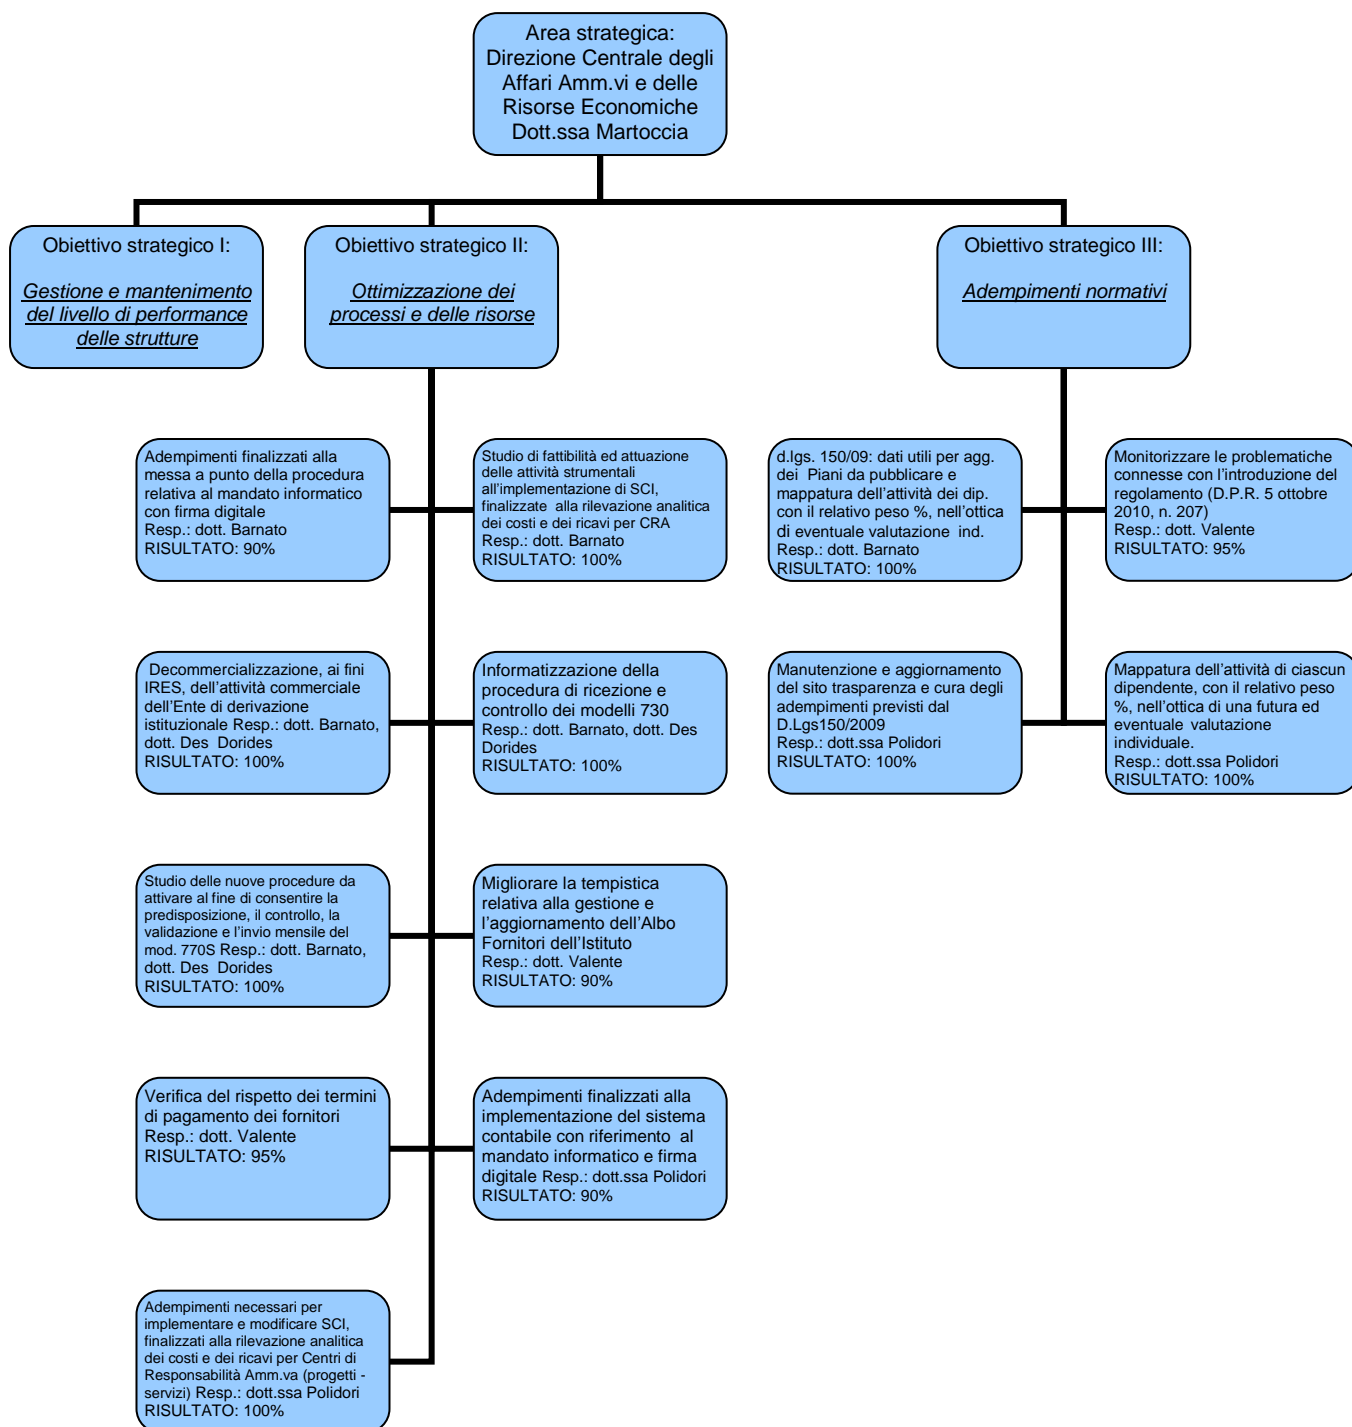 Area strategica:
Direzione Centrale degli
Affari Amm.vi e delle
Risorse Economiche
Dott.ssa Martoccia
Obiettivo strategico I:
Gestione e mantenimento
del livello di performance
delle strutture
Obiettivo strategico II:
Ottimizzazione dei
processi e delle risorse
Obiettivo strategico III:
Adempimenti normativi
Adempimenti finalizzati alla
messa a punto della procedura
relativa al mandato informatico
con firma digitale
Resp.: dott. Barnato
RISULTATO: 90%
Studio di fattibilità ed attuazione
delle attività strumentali
all'implementazione di SCI,
finalizzate alla rilevazione analitica
dei costi e dei ricavi per CRA
Resp.: dott. Barnato
RISULTATO: 100%
d.lgs. 150/09: dati utili per agg.
dei Piani da pubblicare e
mappatura dell'attività dei dip.
con il relativo peso %, nell'ottica
di eventuale valutazione ind.
Resp.: dott. Barnato
RISULTATO: 100%
Monitorizzare le problematiche
connesse con l'introduzione del
regolamento (D.P.R. 5 ottobre
2010, n. 207)
Resp.: dott. Valente
RISULTATO: 95%
Decommercializzazione, ai fini
IRES, dell'attività commerciale
dell'Ente di derivazione
istituzionale Resp.: dott. Barnato,
dott. Des Dorides
RISULTATO: 100%
Informatizzazione della
procedura di ricezione e
controllo dei modelli 730
Resp.: dott. Barnato, dott. Des
Dorides
RISULTATO: 100%
Manutenzione e aggiornamento
del sito trasparenza e cura degli
adempimenti previsti dal
D.Lgs150/2009
Resp.: dott.ssa Polidori
RISULTATO: 100%
Mappatura dell'attività di ciascun
dipendente, con il relativo peso
%, nell'ottica di una futura ed
eventuale valutazione
individuale.
Resp.: dott.ssa Polidori
RISULTATO: 100%
Studio delle nuove procedure da
attivare al fine di consentire la
predisposizione, il controllo, la
validazione e l'invio mensile del
mod. 770S Resp.: dott. Barnato,
dott. Des Dorides
RISULTATO: 100%
Migliorare la tempistica
relativa alla gestione e
l'aggiornamento dell'Albo
Fornitori dell'Istituto
Resp.: dott. Valente
RISULTATO: 90%
Verifica del rispetto dei termini
di pagamento dei fornitori
Resp.: dott. Valente
RISULTATO: 95%
Adempimenti finalizzati alla
implementazione del sistema
contabile con riferimento al
mandato informatico e firma
digitale Resp.: dott.ssa Polidori
RISULTATO: 90%
Adempimenti necessari per
implementare e modificare SCI,
finalizzati alla rilevazione analitica
dei costi e dei ricavi per Centri di
Responsabilità Amm.va (progetti -
servizi) Resp.: dott.ssa Polidori
RISULTATO: 100%